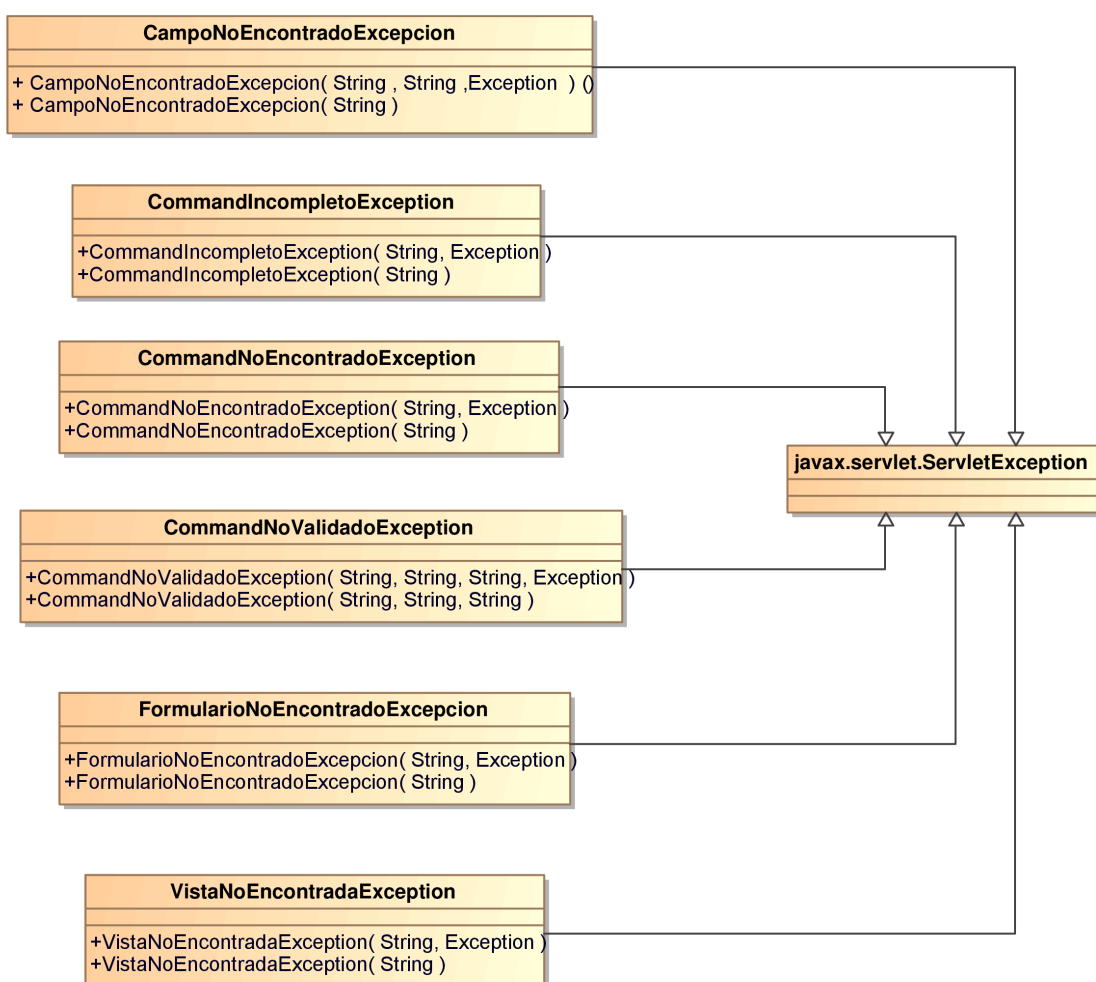 CampoNoEncontradoExcepcion
+ CampoNoEncontradoExcepcion( String , String ,Exception  ) ()
+ CampoNoEncontradoExcepcion( String )
CommandIncompletoException
+CommandIncompletoException( String, Exception )
+CommandIncompletoException( String )
CommandNoEncontradoException
+CommandNoEncontradoException( String, Exception )
+CommandNoEncontradoException( String )
javax.servlet.ServletException
CommandNoValidadoException
+CommandNoValidadoException( String, String, String, Exception )
+CommandNoValidadoException( String, String, String )
FormularioNoEncontradoExcepcion
+FormularioNoEncontradoExcepcion( String, Exception )
+FormularioNoEncontradoExcepcion( String )
VistaNoEncontradaException
+VistaNoEncontradaException( String, Exception )
+VistaNoEncontradaException( String )